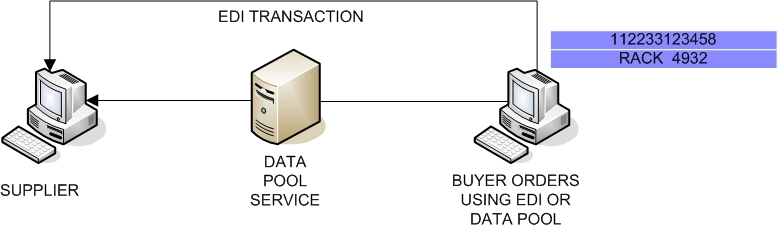 EDI TRANSACTION
112233123458
RACK 4932
SUPPLIER
DATA
POOL
SERVICE
BUYER ORDERS
USING EDI OR
DATA POOL